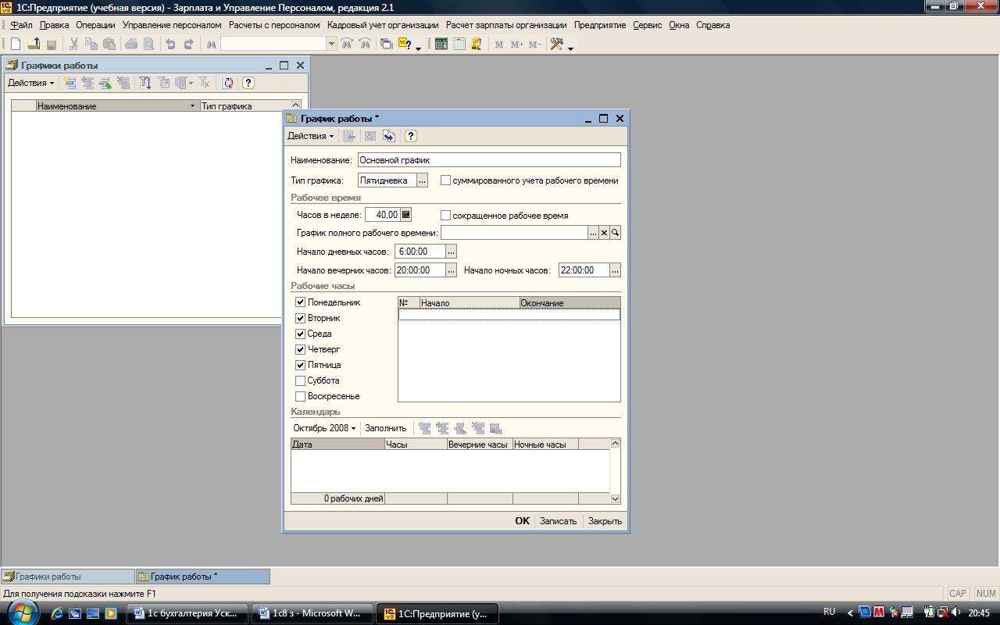 1С:Предприятие (учебная версия) - Зарплата и Управление Персоналом, редакция 2.1
Файл Правка Операции Управление персоналом Расчеты с персоналом Кадровый учет организации Расчет зарплаты организации Предприятие Сервис Окна Справка
M M+ M-
Графики работы
Действия
Наименование Тип графика
График работы *
Действия
Наименование: Основной график
Тип графика: Пятидневка ... суммированного учета рабочего времени
Рабочее время
Часов в неделе: 40,00 сокращенное рабочее время
График полного рабочего времени: ...
Начало дневных часов: 6:00:00 ...
Начало вечерних часов: 20:00:00 ... Начало ночных часов: 22:00:00 ...
Рабочие часы
Понедельник
Вторник
Среда
Четверг
Пятница
Суббота
Воскресенье
№ Начало Окончание
Календарь
Октябрь 2008 Заполнить
Дата Часы Вечерние часы Ночные часы
0 рабочих дней
OK Записать Закрыть
Графики работы График работы *
Для получения подсказки нажмите F1 CAP NUM
1с бухгалтерия Уск... 1с8 з - Microsoft W... 1С:Предприятие (у... RU 20:45